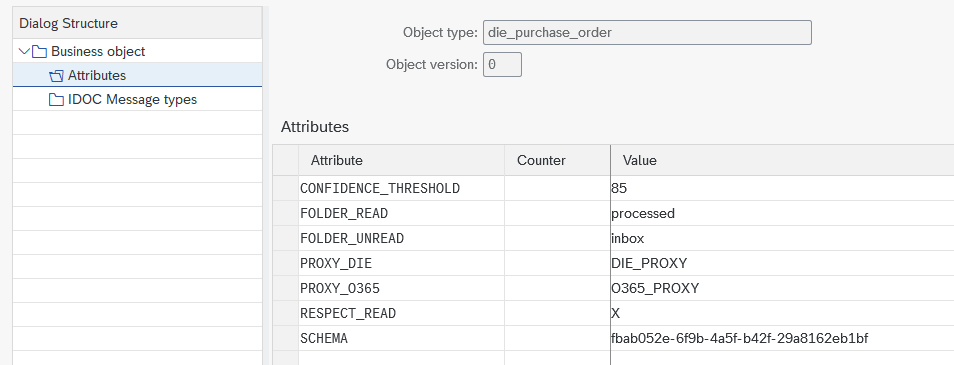 Dialog Structure
Business object
Attributes
IDOC Message types
Object type: die_purchase_order
Object version: 0
Attributes
Attribute Counter Value
CONFIDENCE_THRESHOLD 85
FOLDER_READ processed
FOLDER_UNREAD inbox
PROXY_DIE DIE_PROXY
PROXY_O365 O365_PROXY
RESPECT_READ X
SCHEMA fbab052e-6f9b-4a5f-b42f-29a8162eb1bf